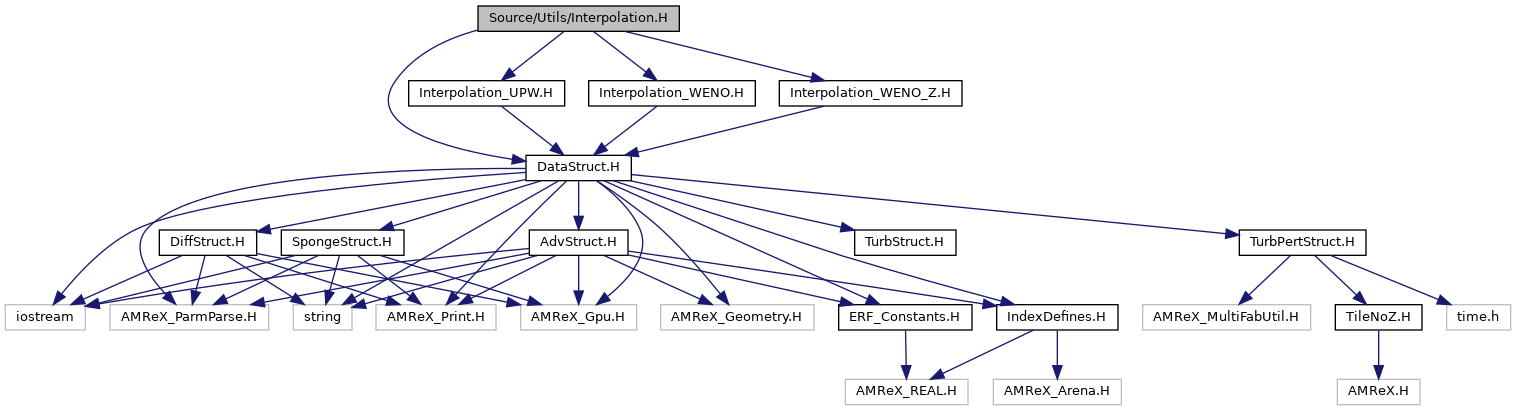 Source/Utils/Interpolation.H
Interpolation_UPW.H
Interpolation_WENO.H
Interpolation_WENO_Z.H
DataStruct.H
DiffStruct.H
SpongeStruct.H
AdvStruct.H
TurbStruct.H
TurbPertStruct.H
iostream
AMReX_ParmParse.H
string
AMReX_Print.H
AMReX_Gpu.H
AMReX_Geometry.H
ERF_Constants.H
IndexDefines.H
AMReX_MultiFabUtil.H
TileNoZ.H
time.h
AMReX_REAL.H
AMReX_Arena.H
AMReX.H